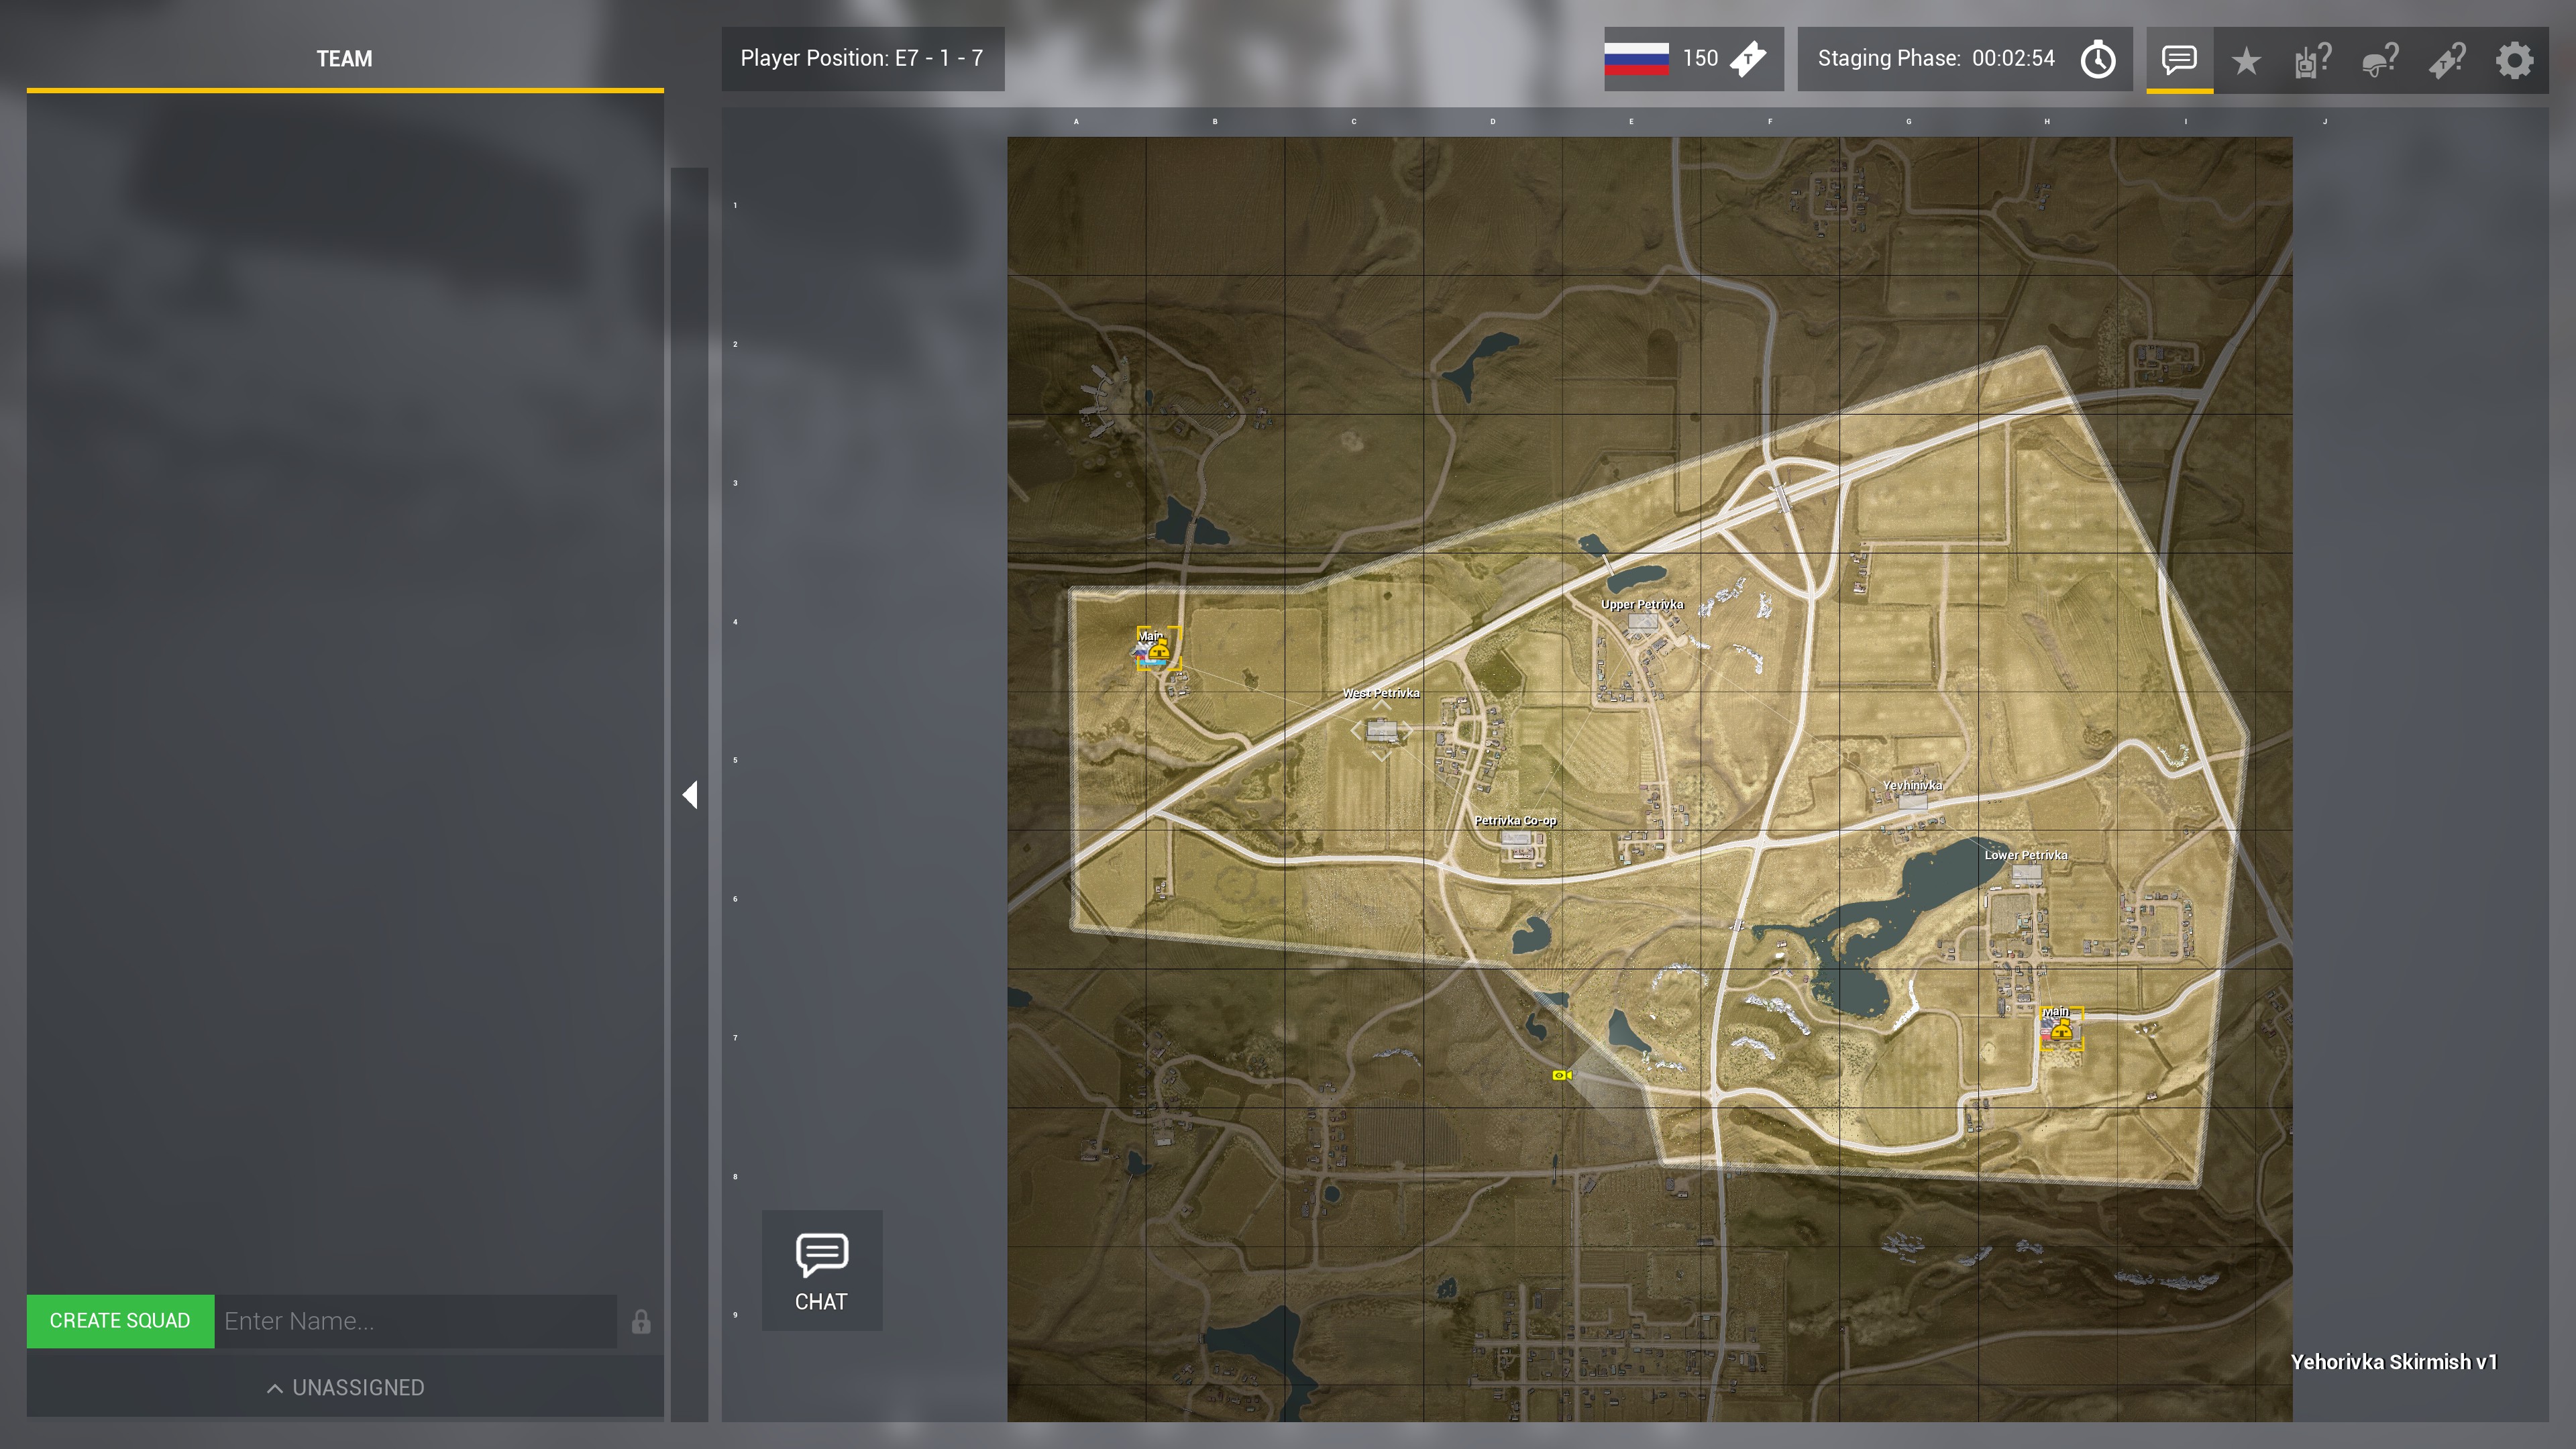 TEAM
Player Position: E7 - 1 - 7
150
T
Staging Phase: 00:02:54
?
?
T
?
A
B
C
D
E
F
G
H
I
J
1
2
3
4
5
6
7
8
9
Upper Petrivka
Main
West Petrivka
Yevhinivka
Petrivka Co-op
Lower Petrivka
Main
CHAT
CREATE SQUAD
Enter Name...
UNASSIGNED
Yehorivka Skirmish v1